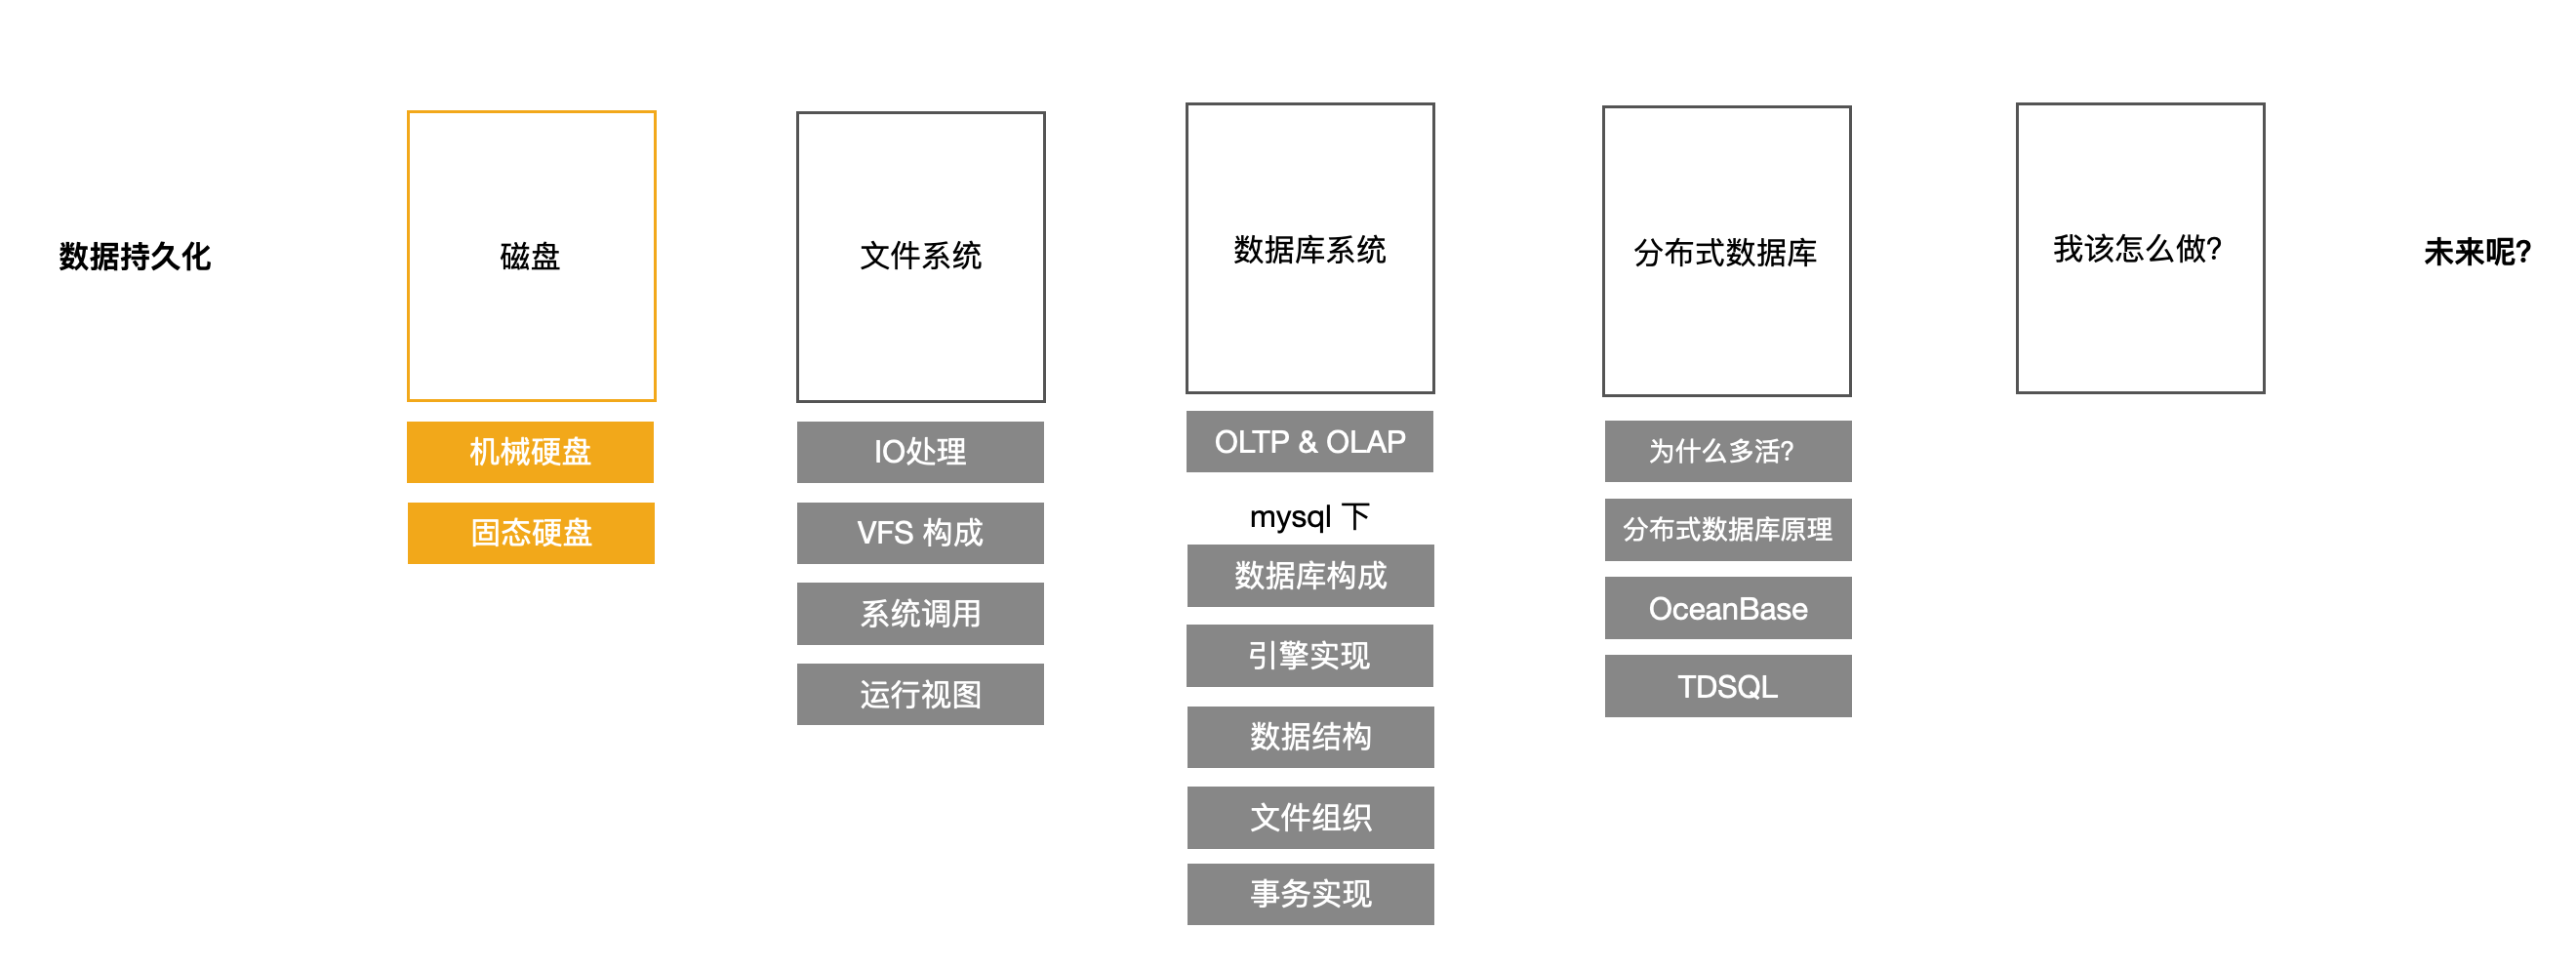 数据持久化
磁盘
机械硬盘
固态硬盘
文件系统
IO处理
VFS 构成
系统调用
运行视图
数据库系统
OLTP & OLAP
mysql 下
数据库构成
引擎实现
数据结构
文件组织
事务实现
分布式数据库
为什么多活?
分布式数据库原理
OceanBase
TDSQL
我该怎么做?
未来呢?